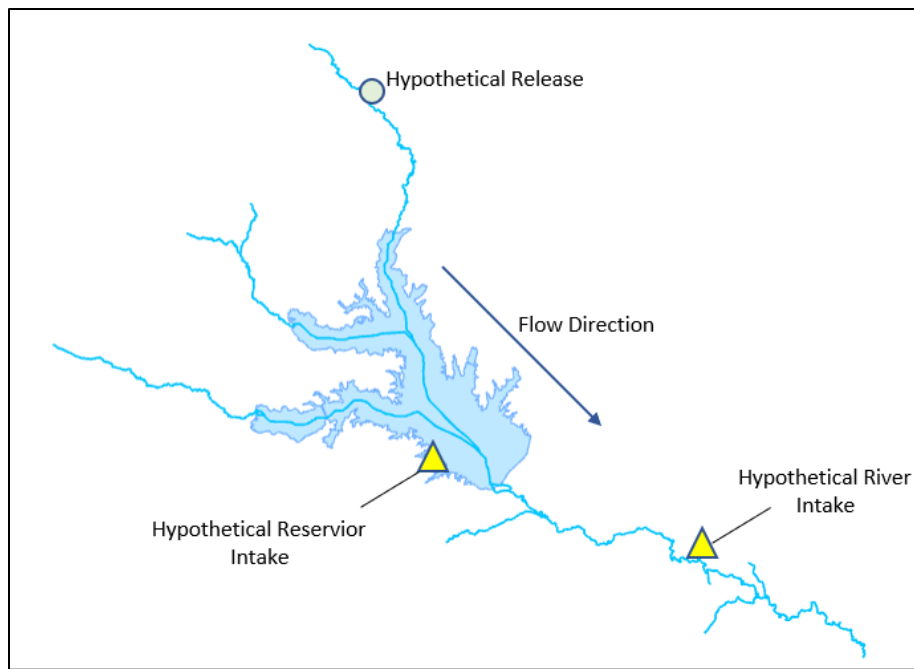 Hypothetical Release
Flow Direction
Hypothetical River
Intake
Hypothetical Reservior
Intake